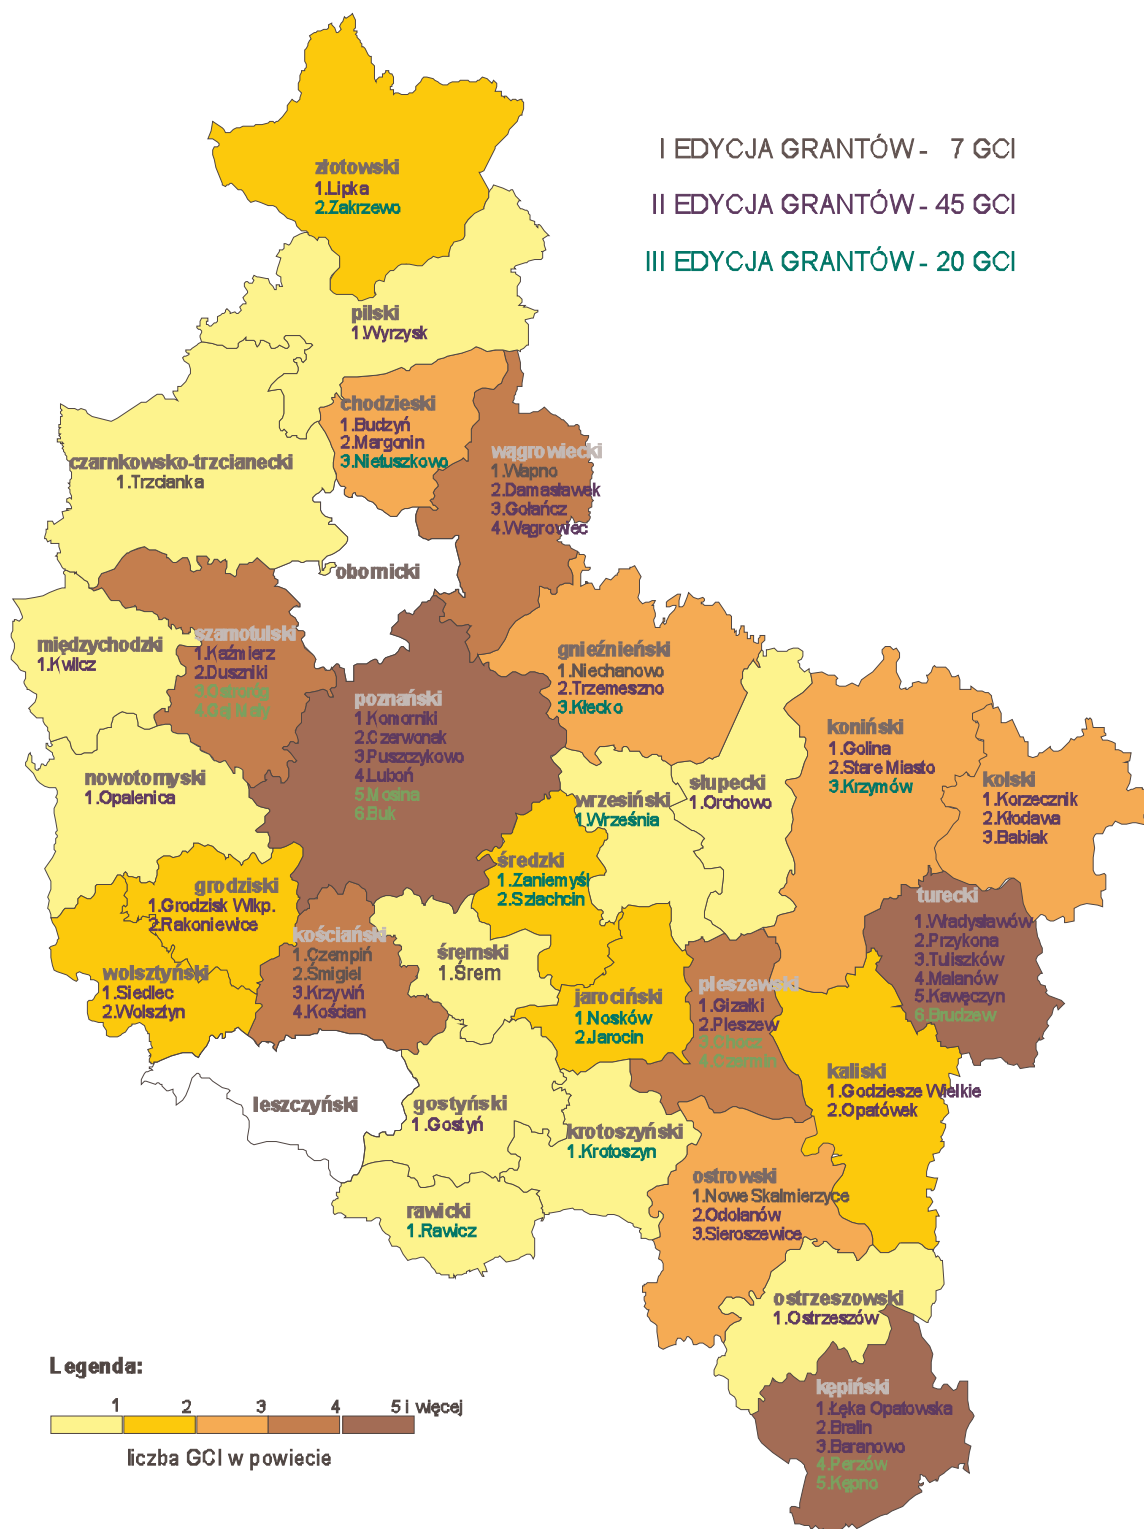 I EDYCJA GRANTÓW - 7 GCI
II EDYCJA GRANTÓW - 45 GCI
III EDYCJA GRANTÓW - 20 GCI
złotowski
1.Lipka
2.Zakrzewo
pilski
1.Wyrzysk
chodzieski
1.Budzyń
2.Margonin
3.Nietuszkowo
wągrowiecki
1.Wapno
2.Damasławek
3.Gołańcz
4.Wągrowiec
czarnkowsko-trzcianecki
1.Trzcianka
obornicki
międzychodzki
1.Kwilcz
szamotulski
1.Kaźmierz
2.Duszniki
3.Ostroróg
4.Gaj Mały
poznański
1.Komorniki
2.Czerwonak
3.Puszczykowo
4.Luboń
5.Mosina
6.Buk
gnieźnieński
1.Niechanowo
2.Trzemeszno
3.Kłecko
koniński
1.Golina
2.Stare Miasto
3.Krzymów
kolski
1.Korzecznik
2.Kłodawa
3.Babiak
nowotomyski
1.Opalenica
słupecki
1.Orchowo
wrzesiński
1.Września
średzki
1.Zaniemyśl
2.Szlachcin
grodziski
1.Grodzisk Wlkp.
2.Rakoniewice
turecki
1.Władysławów
2.Przykona
3.Tuliszków
4.Malanów
5.Kawęczyn
6.Brudzew
kościański
1.Czempiń
2.Śmigiel
3.Krzywiń
4.Kościan
śremski
1.Śrem
wolsztyński
1.Siedlec
2.Wolsztyn
jarociński
1.Nosków
2.Jarocin
pleszewski
1.Gizałki
2.Pleszew
3.Chocz
4.Czermin
kaliski
1.Godziesze Wielkie
2.Opatówek
leszczyński
gostyński
1.Gostyń
krotoszyński
1.Krotoszyn
ostrowski
1.Nowe Skalmierzyce
2.Odolanów
3.Sieroszewice
rawicki
1.Rawicz
ostrzeszowski
1.Ostrzeszów
kępiński
1.Łęka Opatowska
2.Bralin
3.Baranowo
4.Perzów
5.Kępno
Legenda:
1 2 3 4 5 i więcej
liczba GCI w powiecie